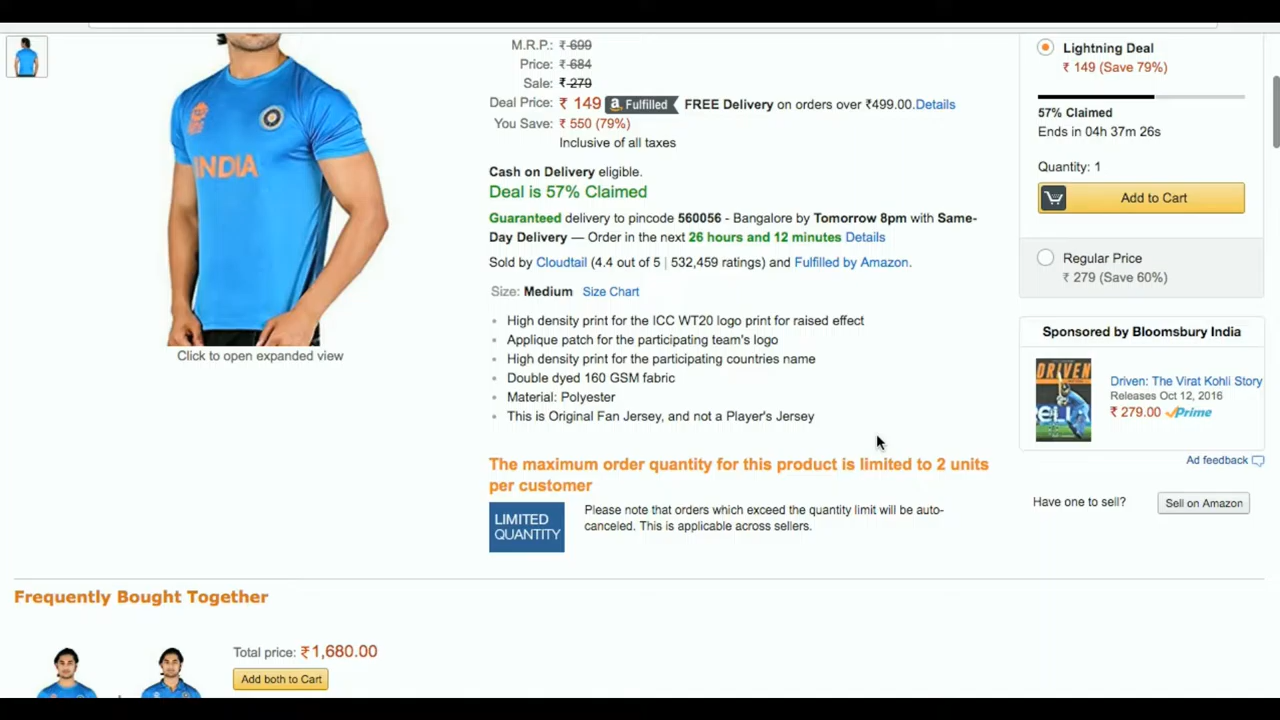 M.R.P.: ₹ 699
Price: ₹ 684
Sale: ₹ 279
Deal Price: ₹ 149 a Fulfilled FREE Delivery on orders over ₹499.00.Details
You Save: ₹ 550 (79%)
Inclusive of all taxes
Cash on Delivery eligible.
Deal is 57% Claimed
Guaranteed delivery to pincode 560056 - Bangalore by Tomorrow 8pm with Same-
Day Delivery — Order in the next 26 hours and 12 minutes Details
Sold by Cloudtail (4.4 out of 5 | 532,459 ratings) and Fulfilled by Amazon.
Size: Medium Size Chart
• High density print for the ICC WT20 logo print for raised effect
• Applique patch for the participating team's logo
• High density print for the participating countries name
• Double dyed 160 GSM fabric
• Material: Polyester
• This is Original Fan Jersey, and not a Player's Jersey
The maximum order quantity for this product is limited to 2 units
per customer
LIMITED
QUANTITY
Please note that orders which exceed the quantity limit will be auto-
canceled. This is applicable across sellers.
INDIA
Click to open expanded view
Lightning Deal
₹ 149 (Save 79%)
57% Claimed
Ends in 04h 37m 26s
Quantity: 1
Add to Cart
Regular Price
₹ 279 (Save 60%)
Sponsored by Bloomsbury India
DRIVEN
Driven: The Virat Kohli Story
Releases Oct 12, 2016
₹ 279.00 Prime
Ad feedback
Have one to sell?
Sell on Amazon
Frequently Bought Together
Total price: ₹1,680.00
Add both to Cart